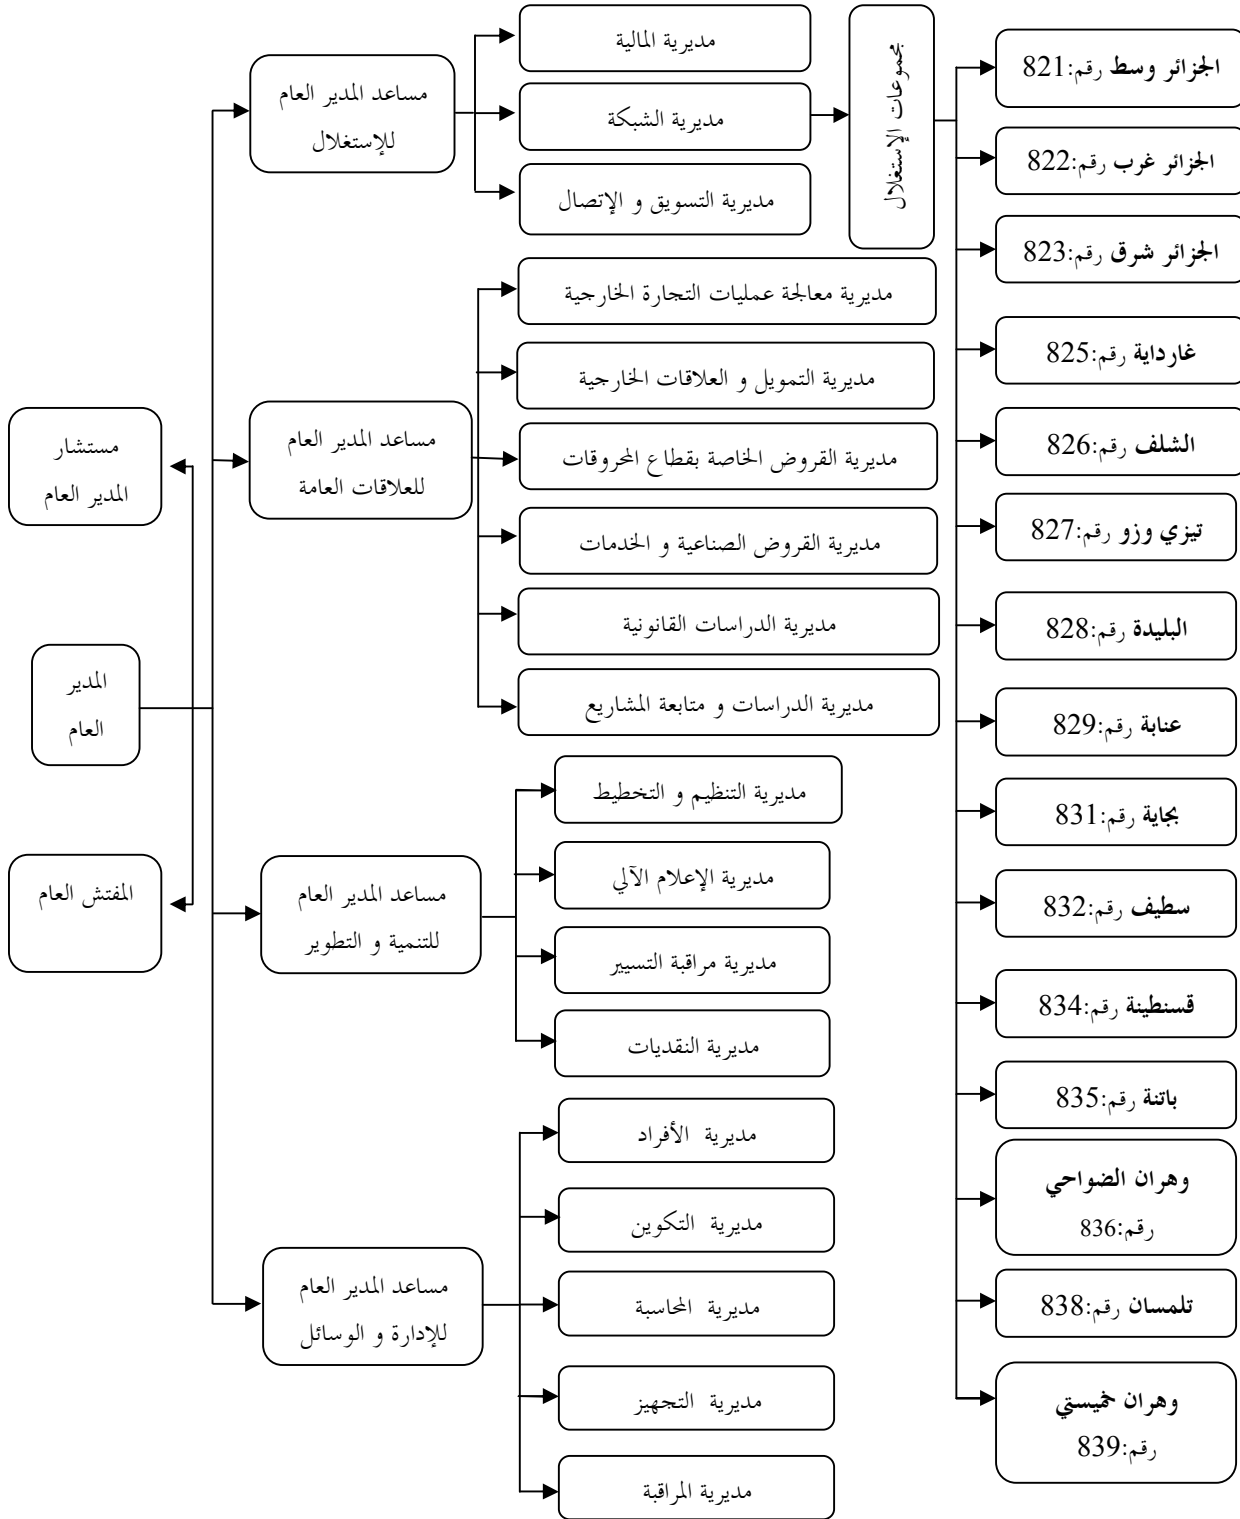 المدير
العام
مستشار
المدير العام
المفتش العام
مساعد المدير العام
للإستغلال
مديرية المالية
مديرية الشبكة
مديرية التسويق و الإتصال
مجموعات الإستغلال
الجزائر وسط رقم:821
الجزائر غرب رقم:822
الجزائر شرق رقم:823
غارداية رقم:825
الشلف رقم:826
تيزي وزو رقم:827
البليدة رقم:828
عنابة رقم:829
بجاية رقم:831
سطيف رقم:832
قسنطينة رقم:834
باتنة رقم:835
وهران الضواحي
رقم:836
تلمسان رقم:838
وهران خميستي
رقم:839
مساعد المدير العام
للعلاقات العامة
مديرية معالجة عمليات التجارة الخارجية
مديرية التمويل و العلاقات الخارجية
مديرية القروض الخاصة بقطاع المحروقات
مديرية القروض الصناعية و الخدمات
مديرية الدراسات القانونية
مديرية الدراسات و متابعة المشاريع
مساعد المدير العام
للتنمية و التطوير
مديرية التنظيم و التخطيط
مديرية الإعلام الآلي
مديرية مراقبة التسيير
مديرية النقديات
مساعد المدير العام
للإدارة و الوسائل
مديرية الأفراد
مديرية التكوين
مديرية المحاسبة
مديرية التجهيز
مديرية المراقبة